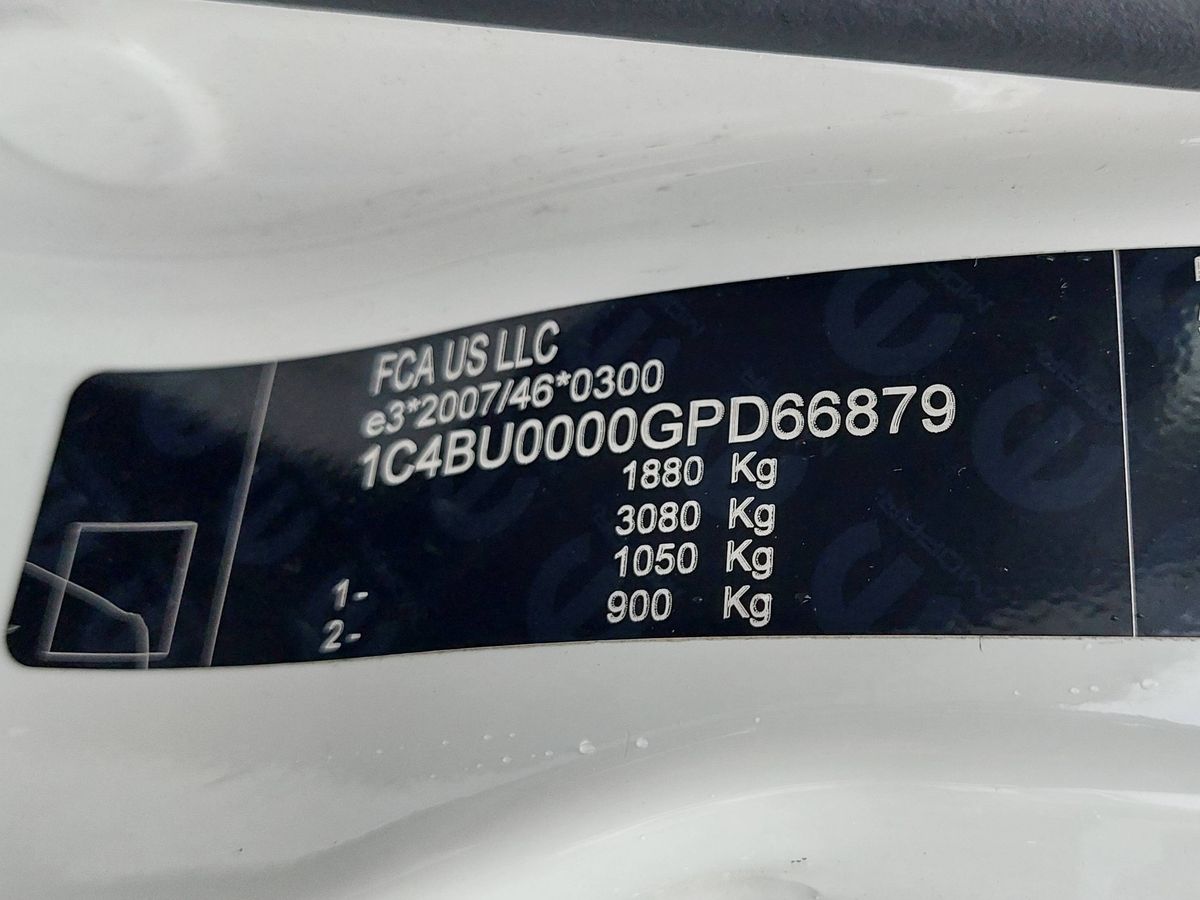 FCA US LLC
e3*2007/46*0300
1C4BU0000GPD66879
1880 Kg
3080 Kg
1- 1050 Kg
2- 900 Kg